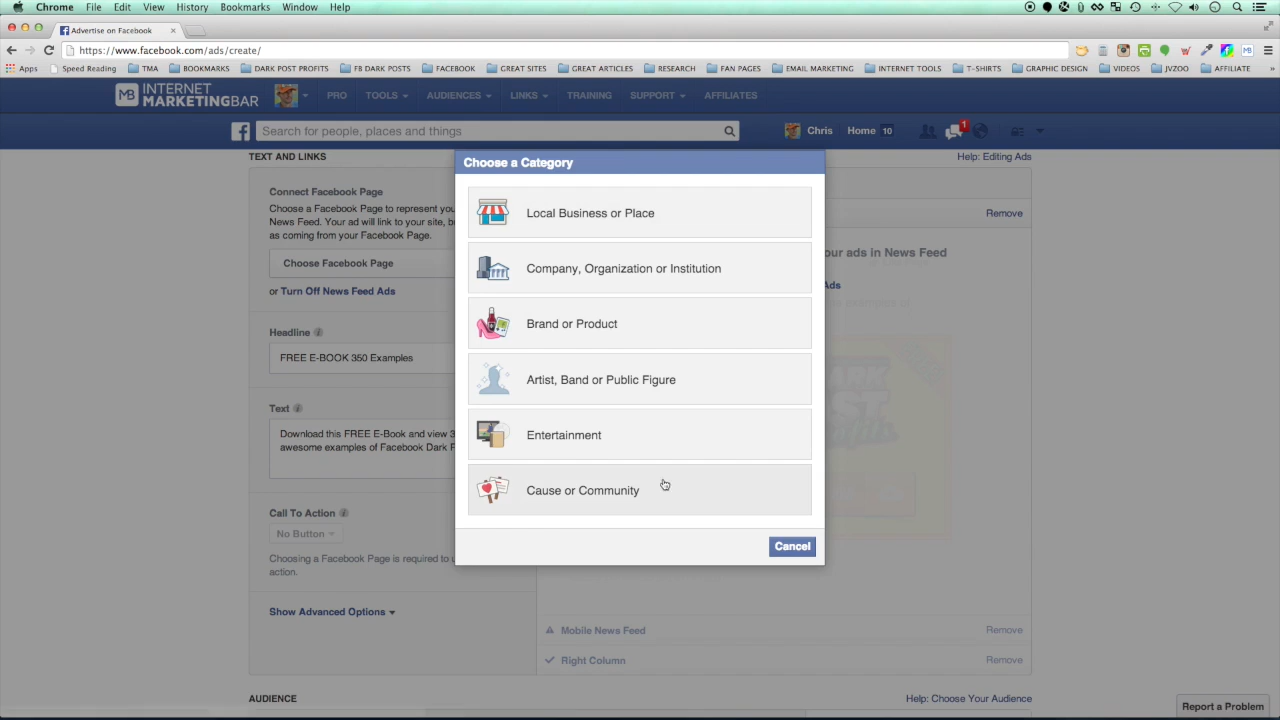 Chrome File Edit View History Bookmarks Window Help
Advertise on Facebook
https://www.facebook.com/ads/create/
Apps Speed Reading TMA BOOKMARKS DARK POST PROFITS FB DARK POSTS FACEBOOK GREAT SITES GREAT ARTICLES RESEARCH FAN PAGES EMAIL MARKETING INTERNET TOOLS T-SHIRTS GRAPHIC DESIGN VIDEOS JVZOO AFFILIATE »
MB INTERNET MARKETINGBAR PRO TOOLS AUDIENCES LINKS TRAINING SUPPORT AFFILIATES
Search for people, places and things Chris Home 10 1
TEXT AND LINKS
Help: Editing Ads
Choose a Category
Local Business or Place
Company, Organization or Institution
Brand or Product
Artist, Band or Public Figure
Entertainment
Cause or Community
Cancel
Connect Facebook Page
Choose a Facebook Page to represent you
News Feed. Your ad will link to your site, b
as coming from your Facebook Page.
Choose Facebook Page
or Turn Off News Feed Ads
Headline
FREE E-BOOK 350 Examples
Text
Download this FREE E-Book and view 3
awesome examples of Facebook Dark P
Call To Action
No Button
Choosing a Facebook Page is required to u
action.
Show Advanced Options
Remove
our ads in News Feed
Ads
Mobile News Feed Remove
Right Column Remove
AUDIENCE
Help: Choose Your Audience
Report a Problem